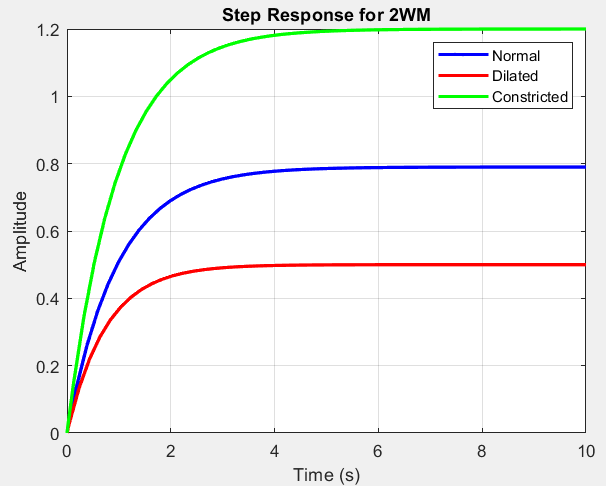 Step Response for 2WM
1.2
1
0.8
0.6
0.4
0.2
0
Amplitude
Normal
Dilated
Constricted
0 2 4 6 8 10
Time (s)